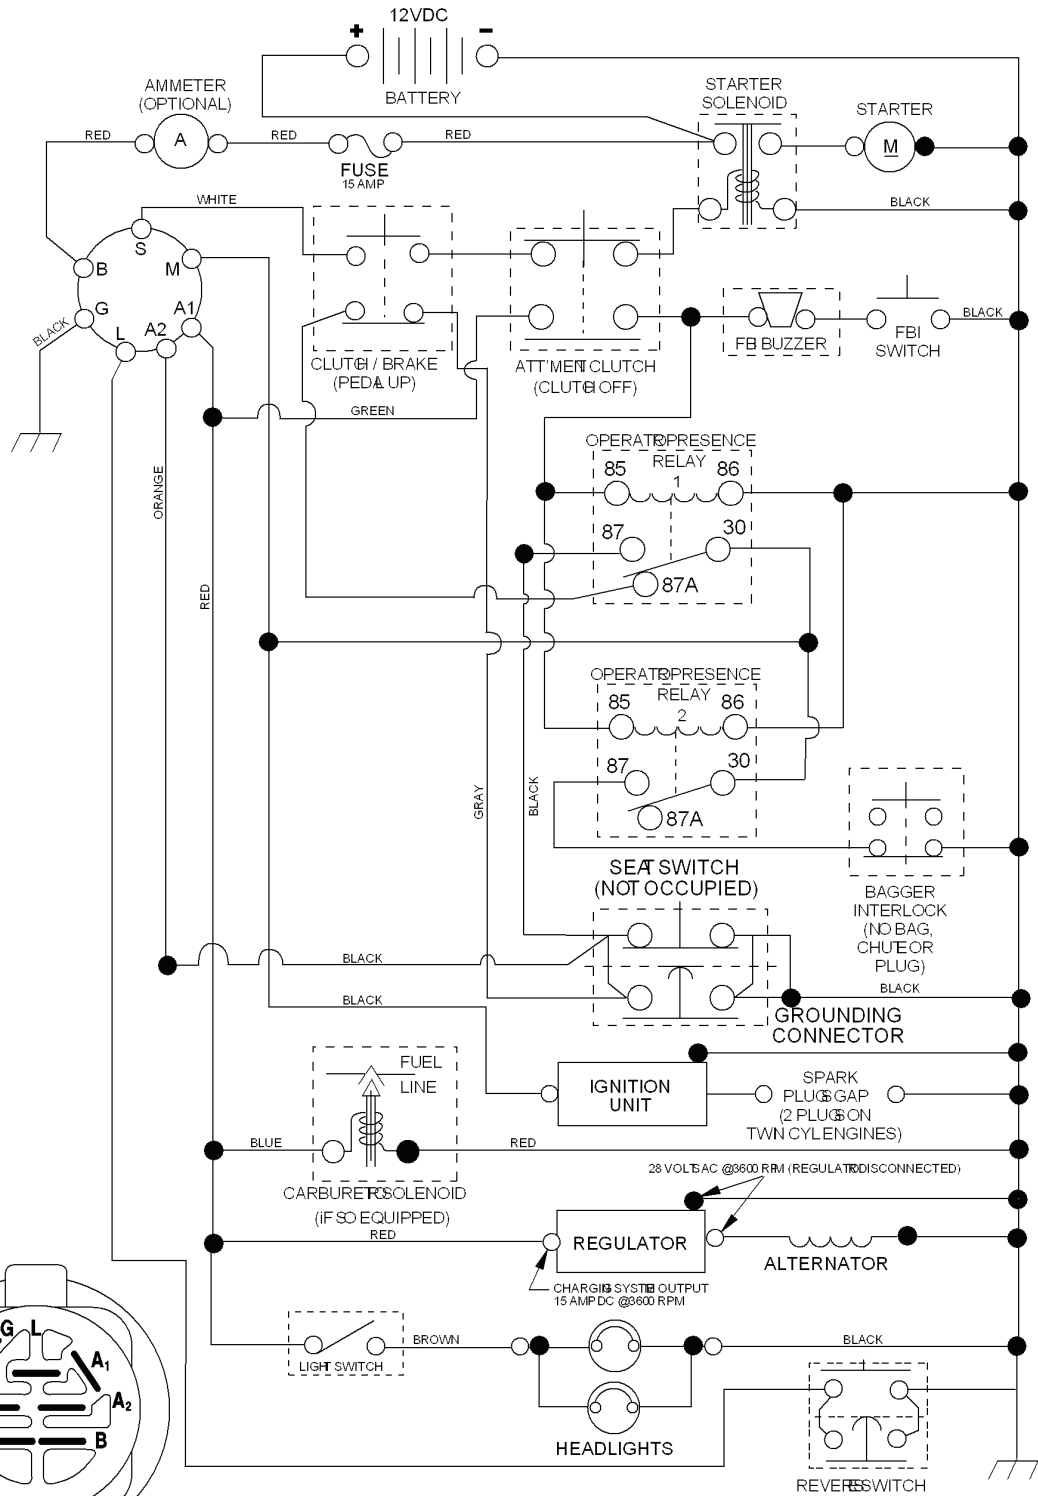 12VDC
+
-
BATTERY
AMMETER
(OPTIONAL)
STARTER
SOLENOID
STARTER
RED
A
RED
RED
M
FUSE
15 AMP
WHITE
BLACK
S
B
M
G
A1
L
A2
BLACK
BLACK
FBI BUZZER
FBI
SWITCH
CLUTCH / BRAKE
(PEDAL UP)
ATT'MENT CLUTCH
(CLUTCH OFF)
GREEN
OPERATOR PRESENCE
RELAY
1
85
86
ORANGE
87
30
87A
RED
OPERATOR PRESENCE
RELAY
2
85
86
87
30
87A
GRAY
BLACK
SEAT SWITCH
(NOT OCCUPIED)
BAGGER
INTERLOCK
(NO BAG,
CHUTE OR
PLUG)
BLACK
BLACK
BLACK
GROUNDING
CONNECTOR
FUEL
LINE
IGNITION
UNIT
SPARK
PLUGS GAP
(2 PLUGS ON
TWIN CYL.ENGINES)
BLUE
RED
CARBURETOR SOLENOID
(iF SO EQUIPPED)
28 VOLTS AC @3600 RPM (REGULATOR DISCONNECTED)
RED
REGULATOR
ALTERNATOR
CHARGING SYSTEM OUTPUT
15 AMP DC @3600 RPM
G
L
A1
A2
B
LIGHT SWITCH
BROWN
BLACK
HEADLIGHTS
REVERSE SWITCH